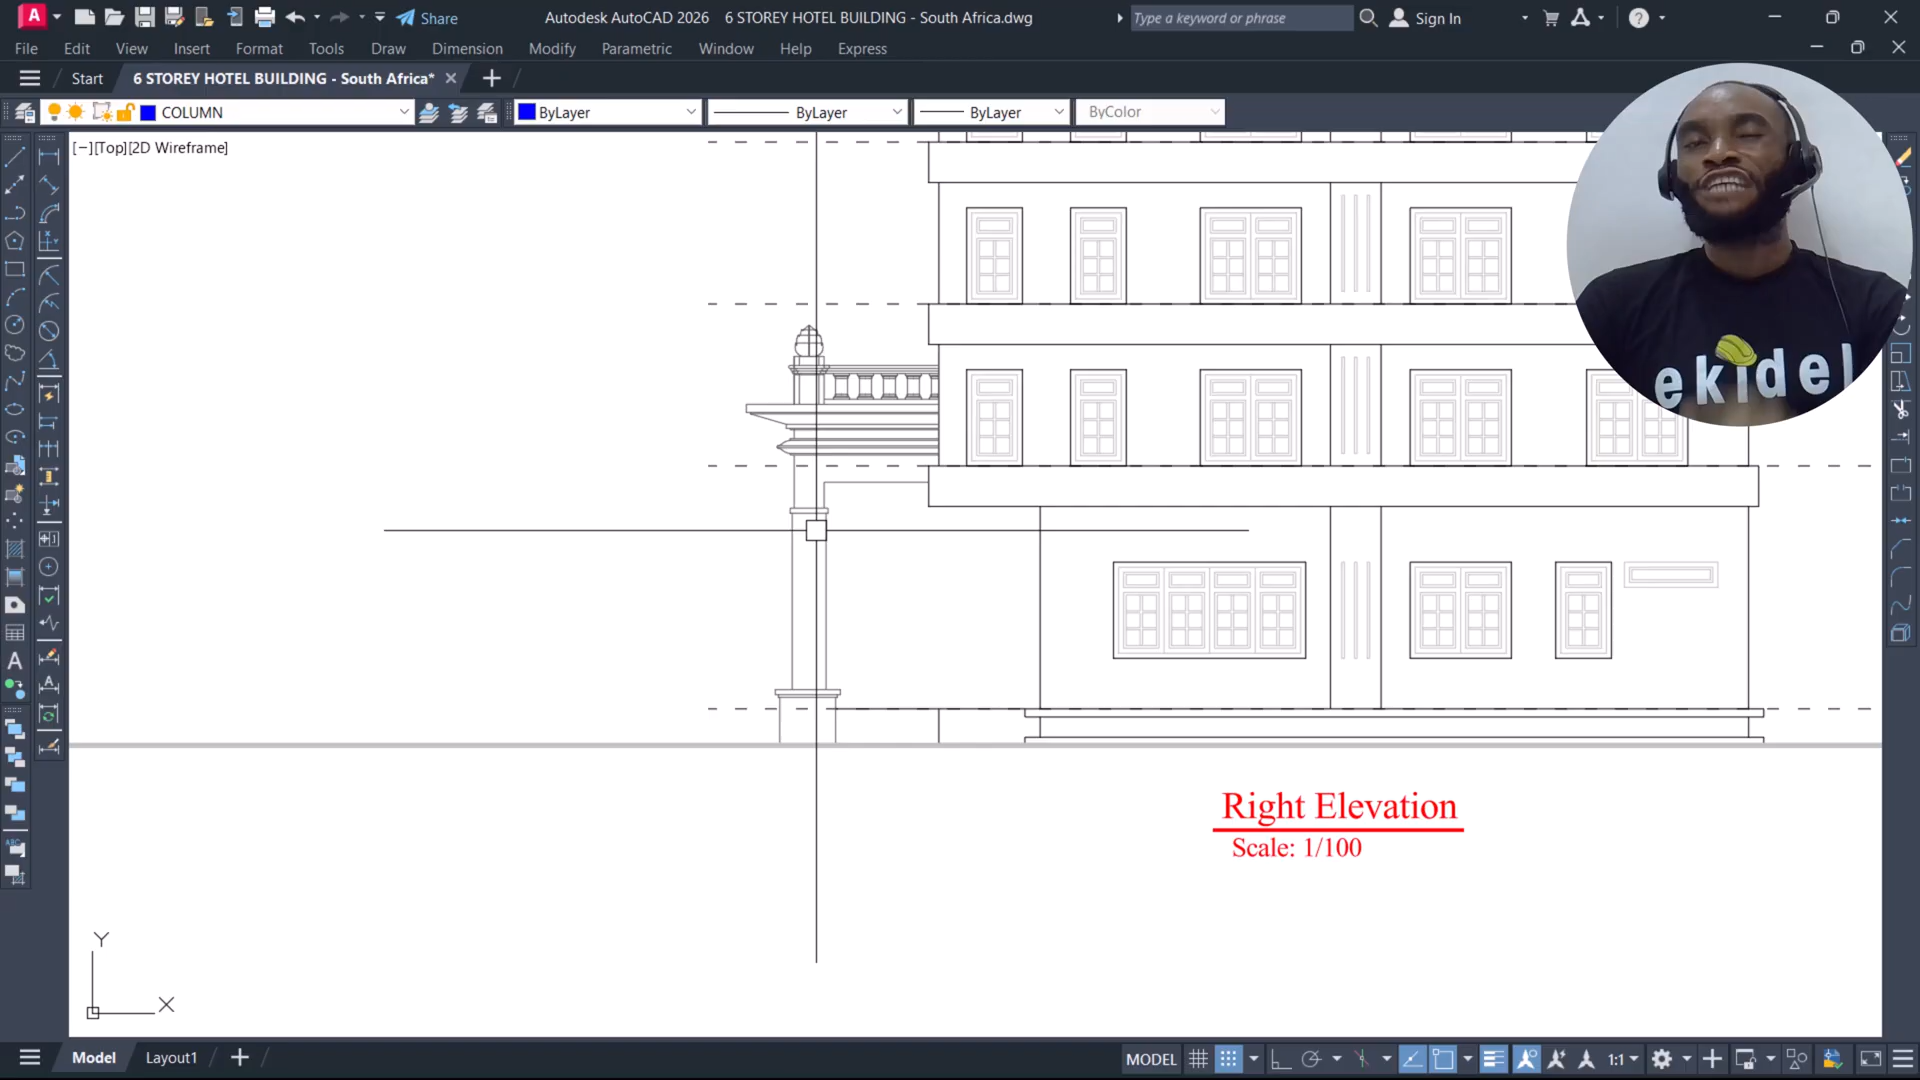 Share
Autodesk AutoCAD 2026 6 STOREY HOTEL BUILDING - South Africa.dwg
Type a keyword or phrase
Sign In
File Edit View Insert Format Tools Draw Dimension Modify Parametric Window Help Express
Start
6 STOREY HOTEL BUILDING - South Africa*
COLUMN
ByLayer
ByLayer
ByLayer
ByColor
[−][Top][2D Wireframe]
ekidel
Right Elevation
Scale: 1/100
Y
X
Model
Layout1
MODEL
1:1